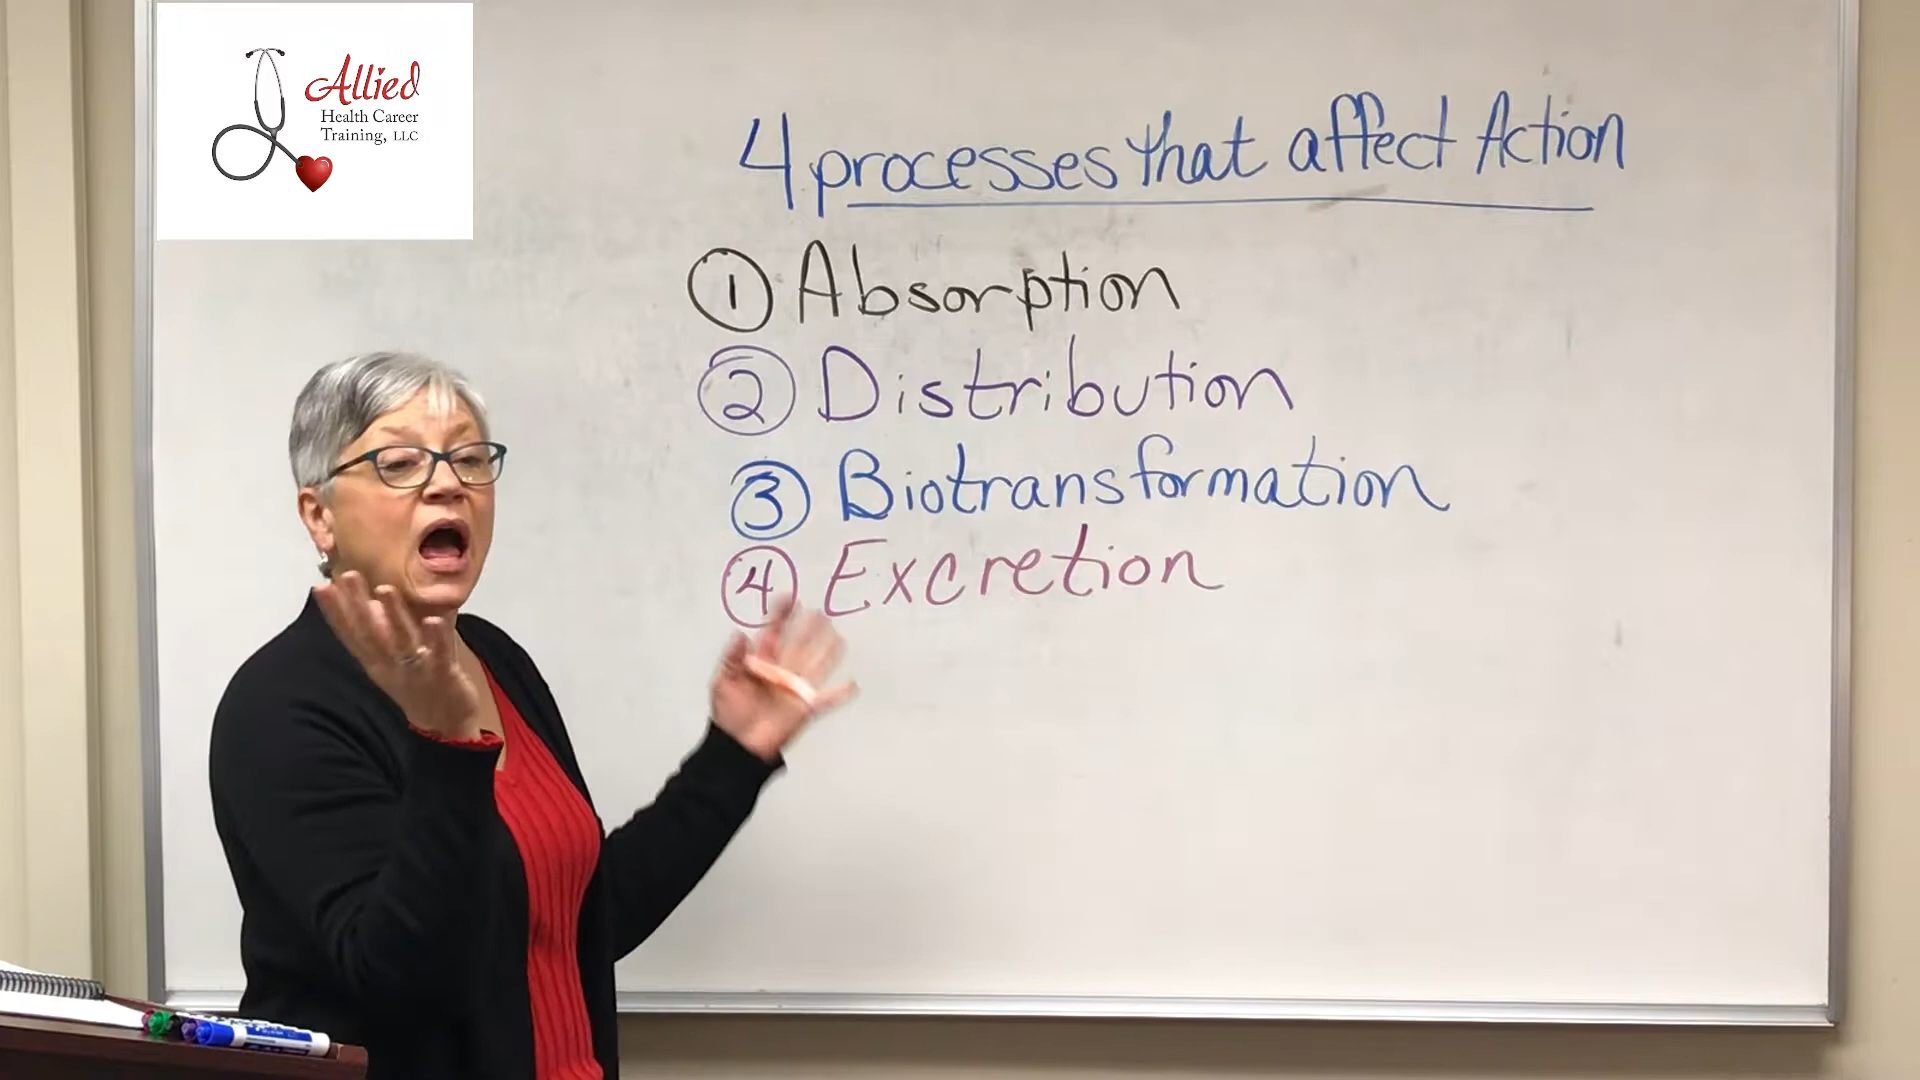 Allied
Health Career
Training, LLC
4 processes that affect Action
1 Absorption
2 Distribution
3 Biotransformation
4 Excretion